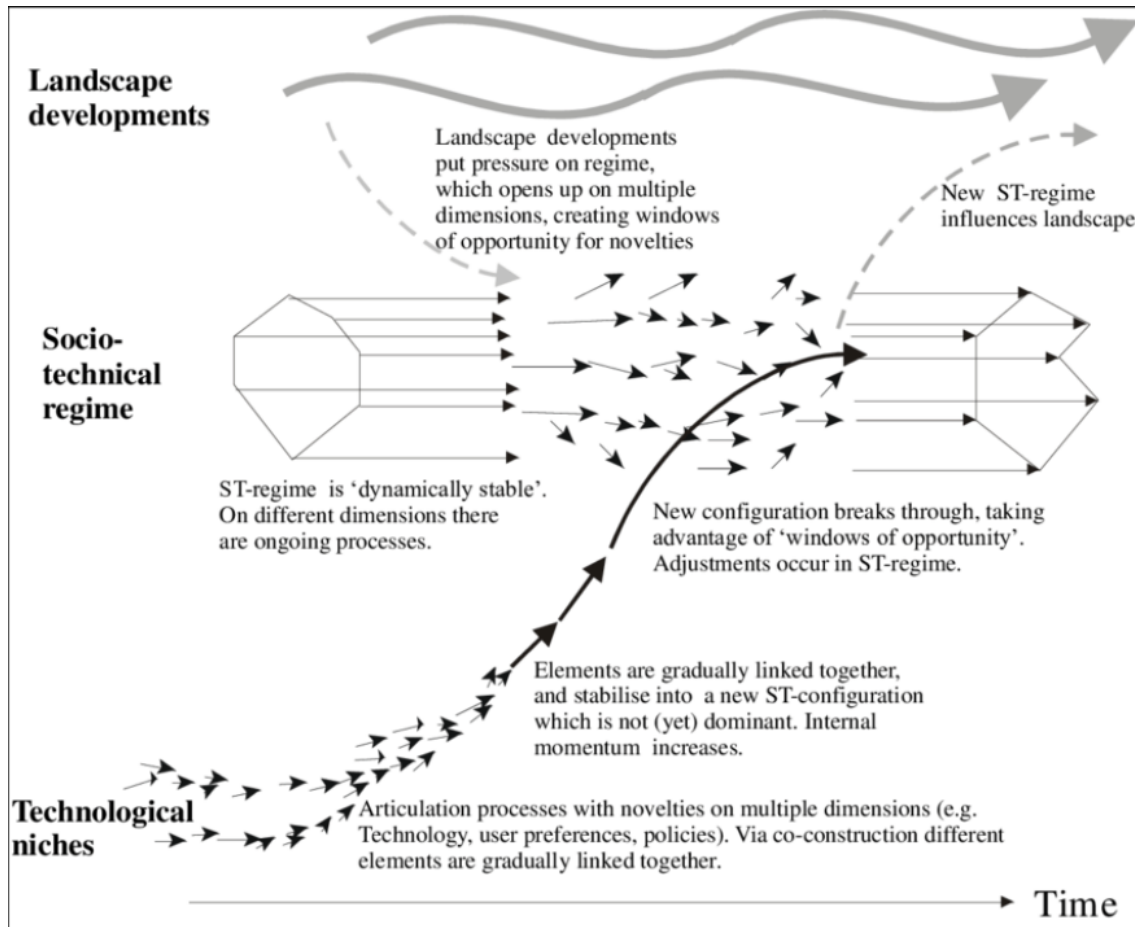 Landscape
developments
Landscape developments
put pressure on regime,
which opens up on multiple
dimensions, creating windows
of opportunity for novelties
New ST-regime
influences landscape
Socio-
technical
regime
ST-regime is ‘dynamically stable’.
On different dimensions there
are ongoing processes.
New configuration breaks through, taking
advantage of ‘windows of opportunity’.
Adjustments occur in ST-regime.
Elements are gradually linked together,
and stabilise into a new ST-configuration
which is not (yet) dominant. Internal
momentum increases.
Technological
niches
Articulation processes with novelties on multiple dimensions (e.g.
Technology, user preferences, policies). Via co-construction different
elements are gradually linked together.
Time